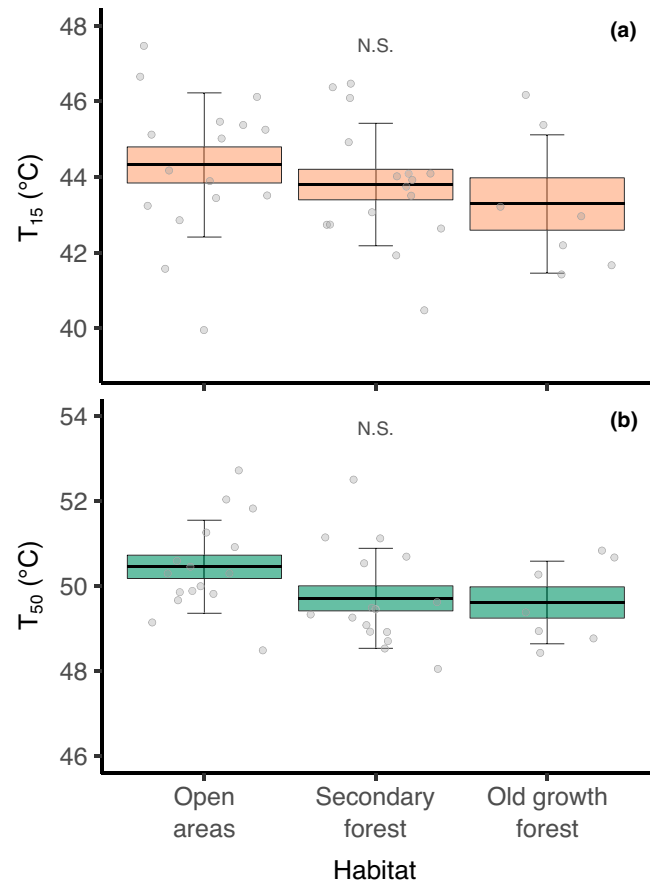 48
46
44
42
40
T15 (°C)
N.S.
(a)
54
52
50
48
46
T50 (°C)
N.S.
(b)
Open
areas
Secondary
forest
Old growth
forest
Habitat